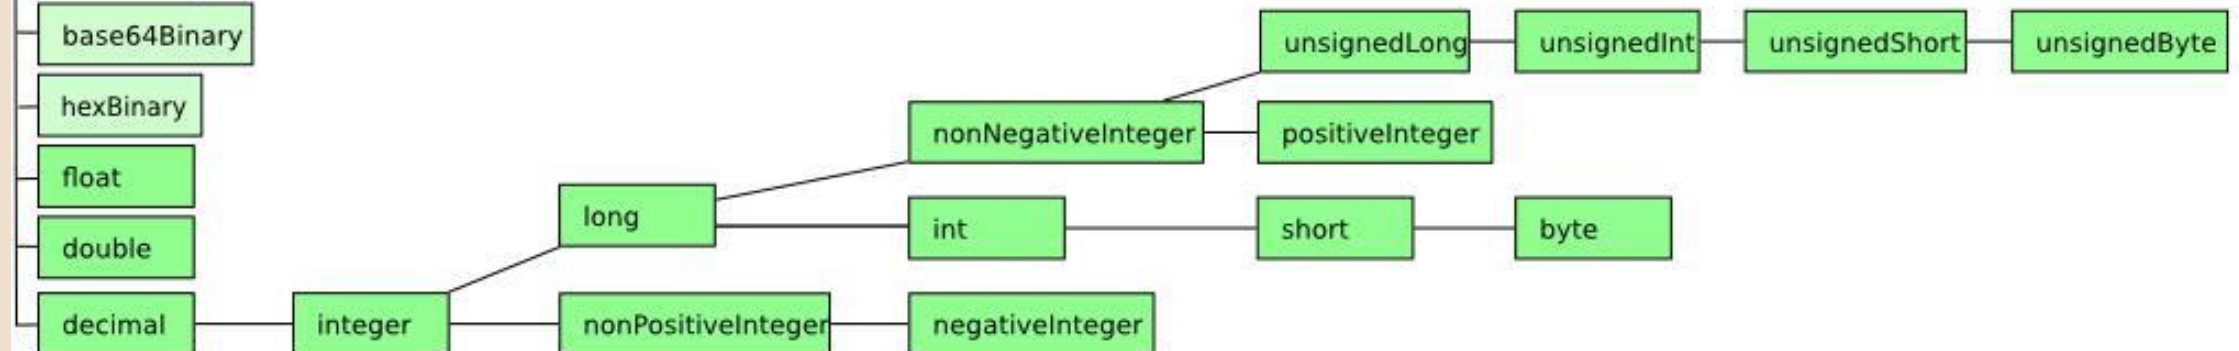 base64Binary
unsignedLong
unsignedInt
unsignedShort
unsignedByte
hexBinary
nonNegativeInteger
positiveInteger
float
long
int
short
byte
double
decimal
integer
nonPositiveInteger
negativeInteger